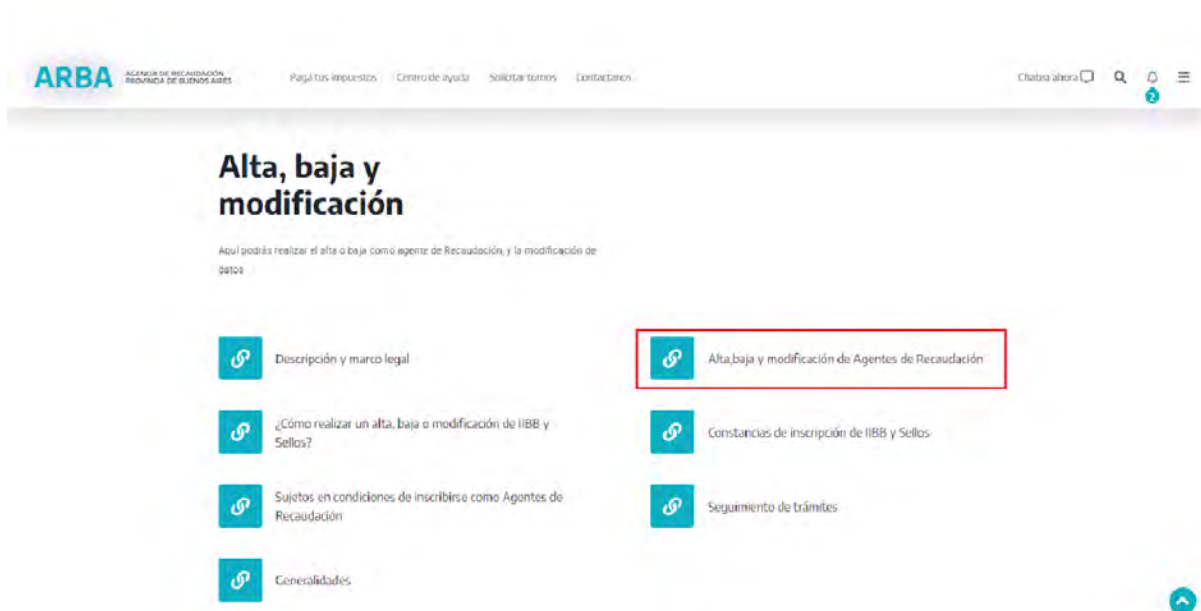 ARBA
AGENCIA DE RECAUDACIÓN
PROVINCIA DE BUENOS AIRES
Pagá tus impuestos
Centro de ayuda
Solicitar turnos
Contactanos
Chatea ahora
2
Alta, baja y
modificación
Aquí podrás realizar el alta o baja como agente de Recaudación, y la modificación de
datos
Descripción y marco legal
Alta,baja y modificación de Agentes de Recaudación
¿Cómo realizar un alta, baja o modificación de IIBB y
Sellos?
Constancias de inscripción de IIBB y Sellos
Sujetos en condiciones de inscribirse como Agentes de
Recaudación
Seguimiento de trámites
Generalidades